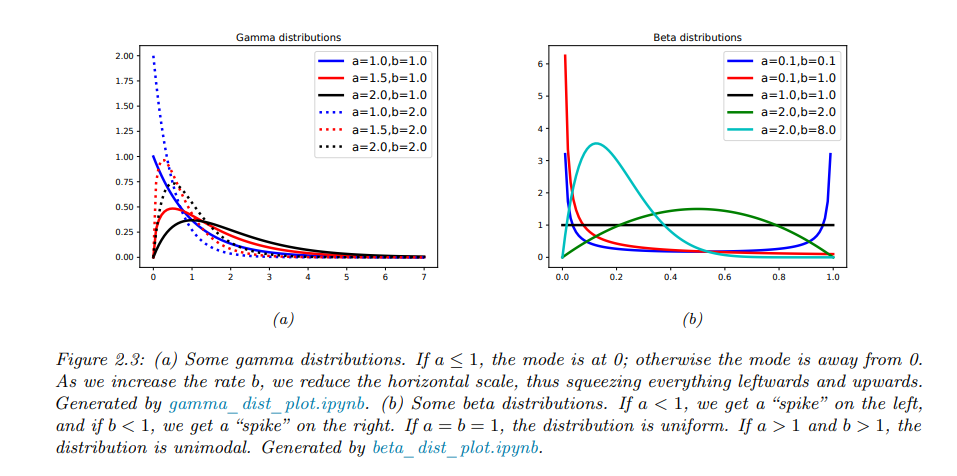 Gamma distributions
2.00
1.75
1.50
1.25
1.00
0.75
0.50
0.25
0.00
0 1 2 3 4 5 6 7
a=1.0,b=1.0
a=1.5,b=1.0
a=2.0,b=1.0
a=1.0,b=2.0
a=1.5,b=2.0
a=2.0,b=2.0
(a)
Beta distributions
6
5
4
3
2
1
0
0.0 0.2 0.4 0.6 0.8 1.0
a=0.1,b=0.1
a=0.1,b=1.0
a=1.0,b=1.0
a=2.0,b=2.0
a=2.0,b=8.0
(b)
Figure 2.3: (a) Some gamma distributions. If a ≤ 1, the mode is at 0; otherwise the mode is away from 0.
As we increase the rate b, we reduce the horizontal scale, thus squeezing everything leftwards and upwards.
Generated by gamma_dist_plot.ipynb. (b) Some beta distributions. If a < 1, we get a “spike” on the left,
and if b < 1, we get a “spike” on the right. If a = b = 1, the distribution is uniform. If a > 1 and b > 1, the
distribution is unimodal. Generated by beta_dist_plot.ipynb.